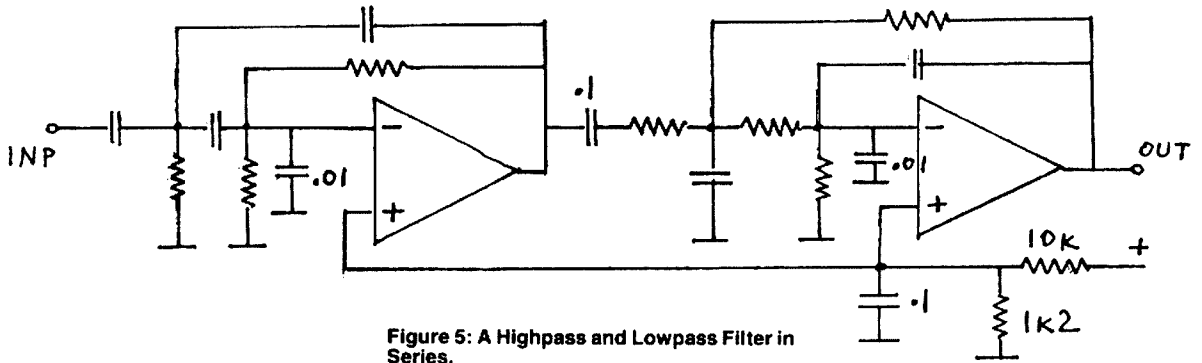 .1
INP
.01
.01
OUT
10K
+
.1
1K2
−
+
−
+
Figure 5: A Highpass and Lowpass Filter in
Series.